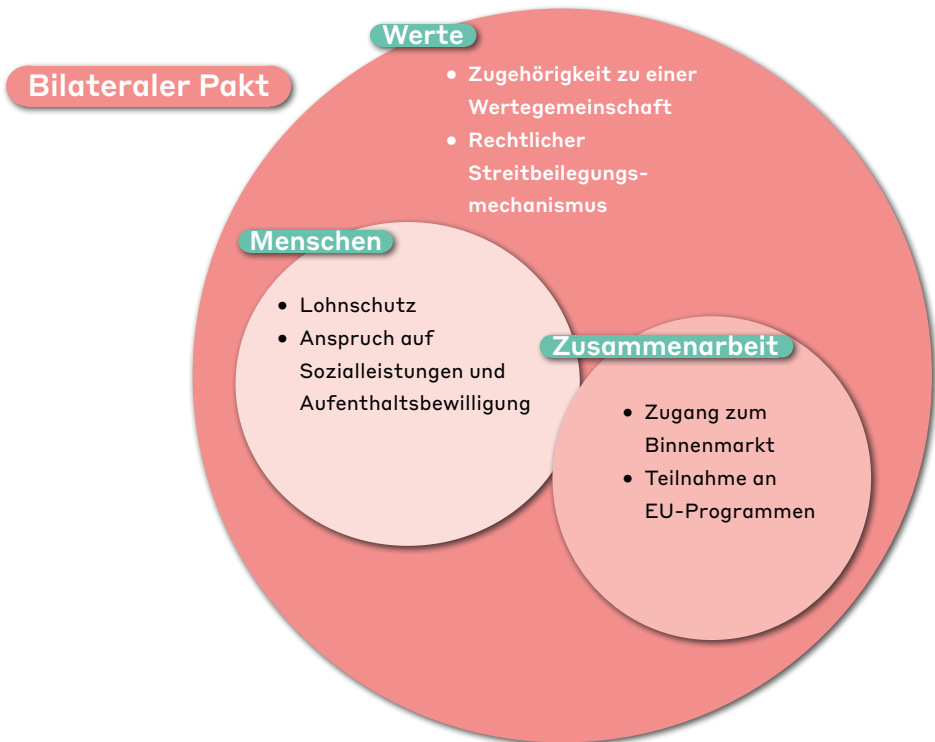 Werte
Bilateraler Pakt
• Zugehörigkeit zu einer
Wertegemeinschaft
• Rechtlicher
Streitbeilegungs-
mechanismus
Menschen
• Lohnschutz
• Anspruch auf
Sozialleistungen und
Aufenthaltsbewilligung
Zusammenarbeit
• Zugang zum
Binnenmarkt
• Teilnahme an
EU-Programmen